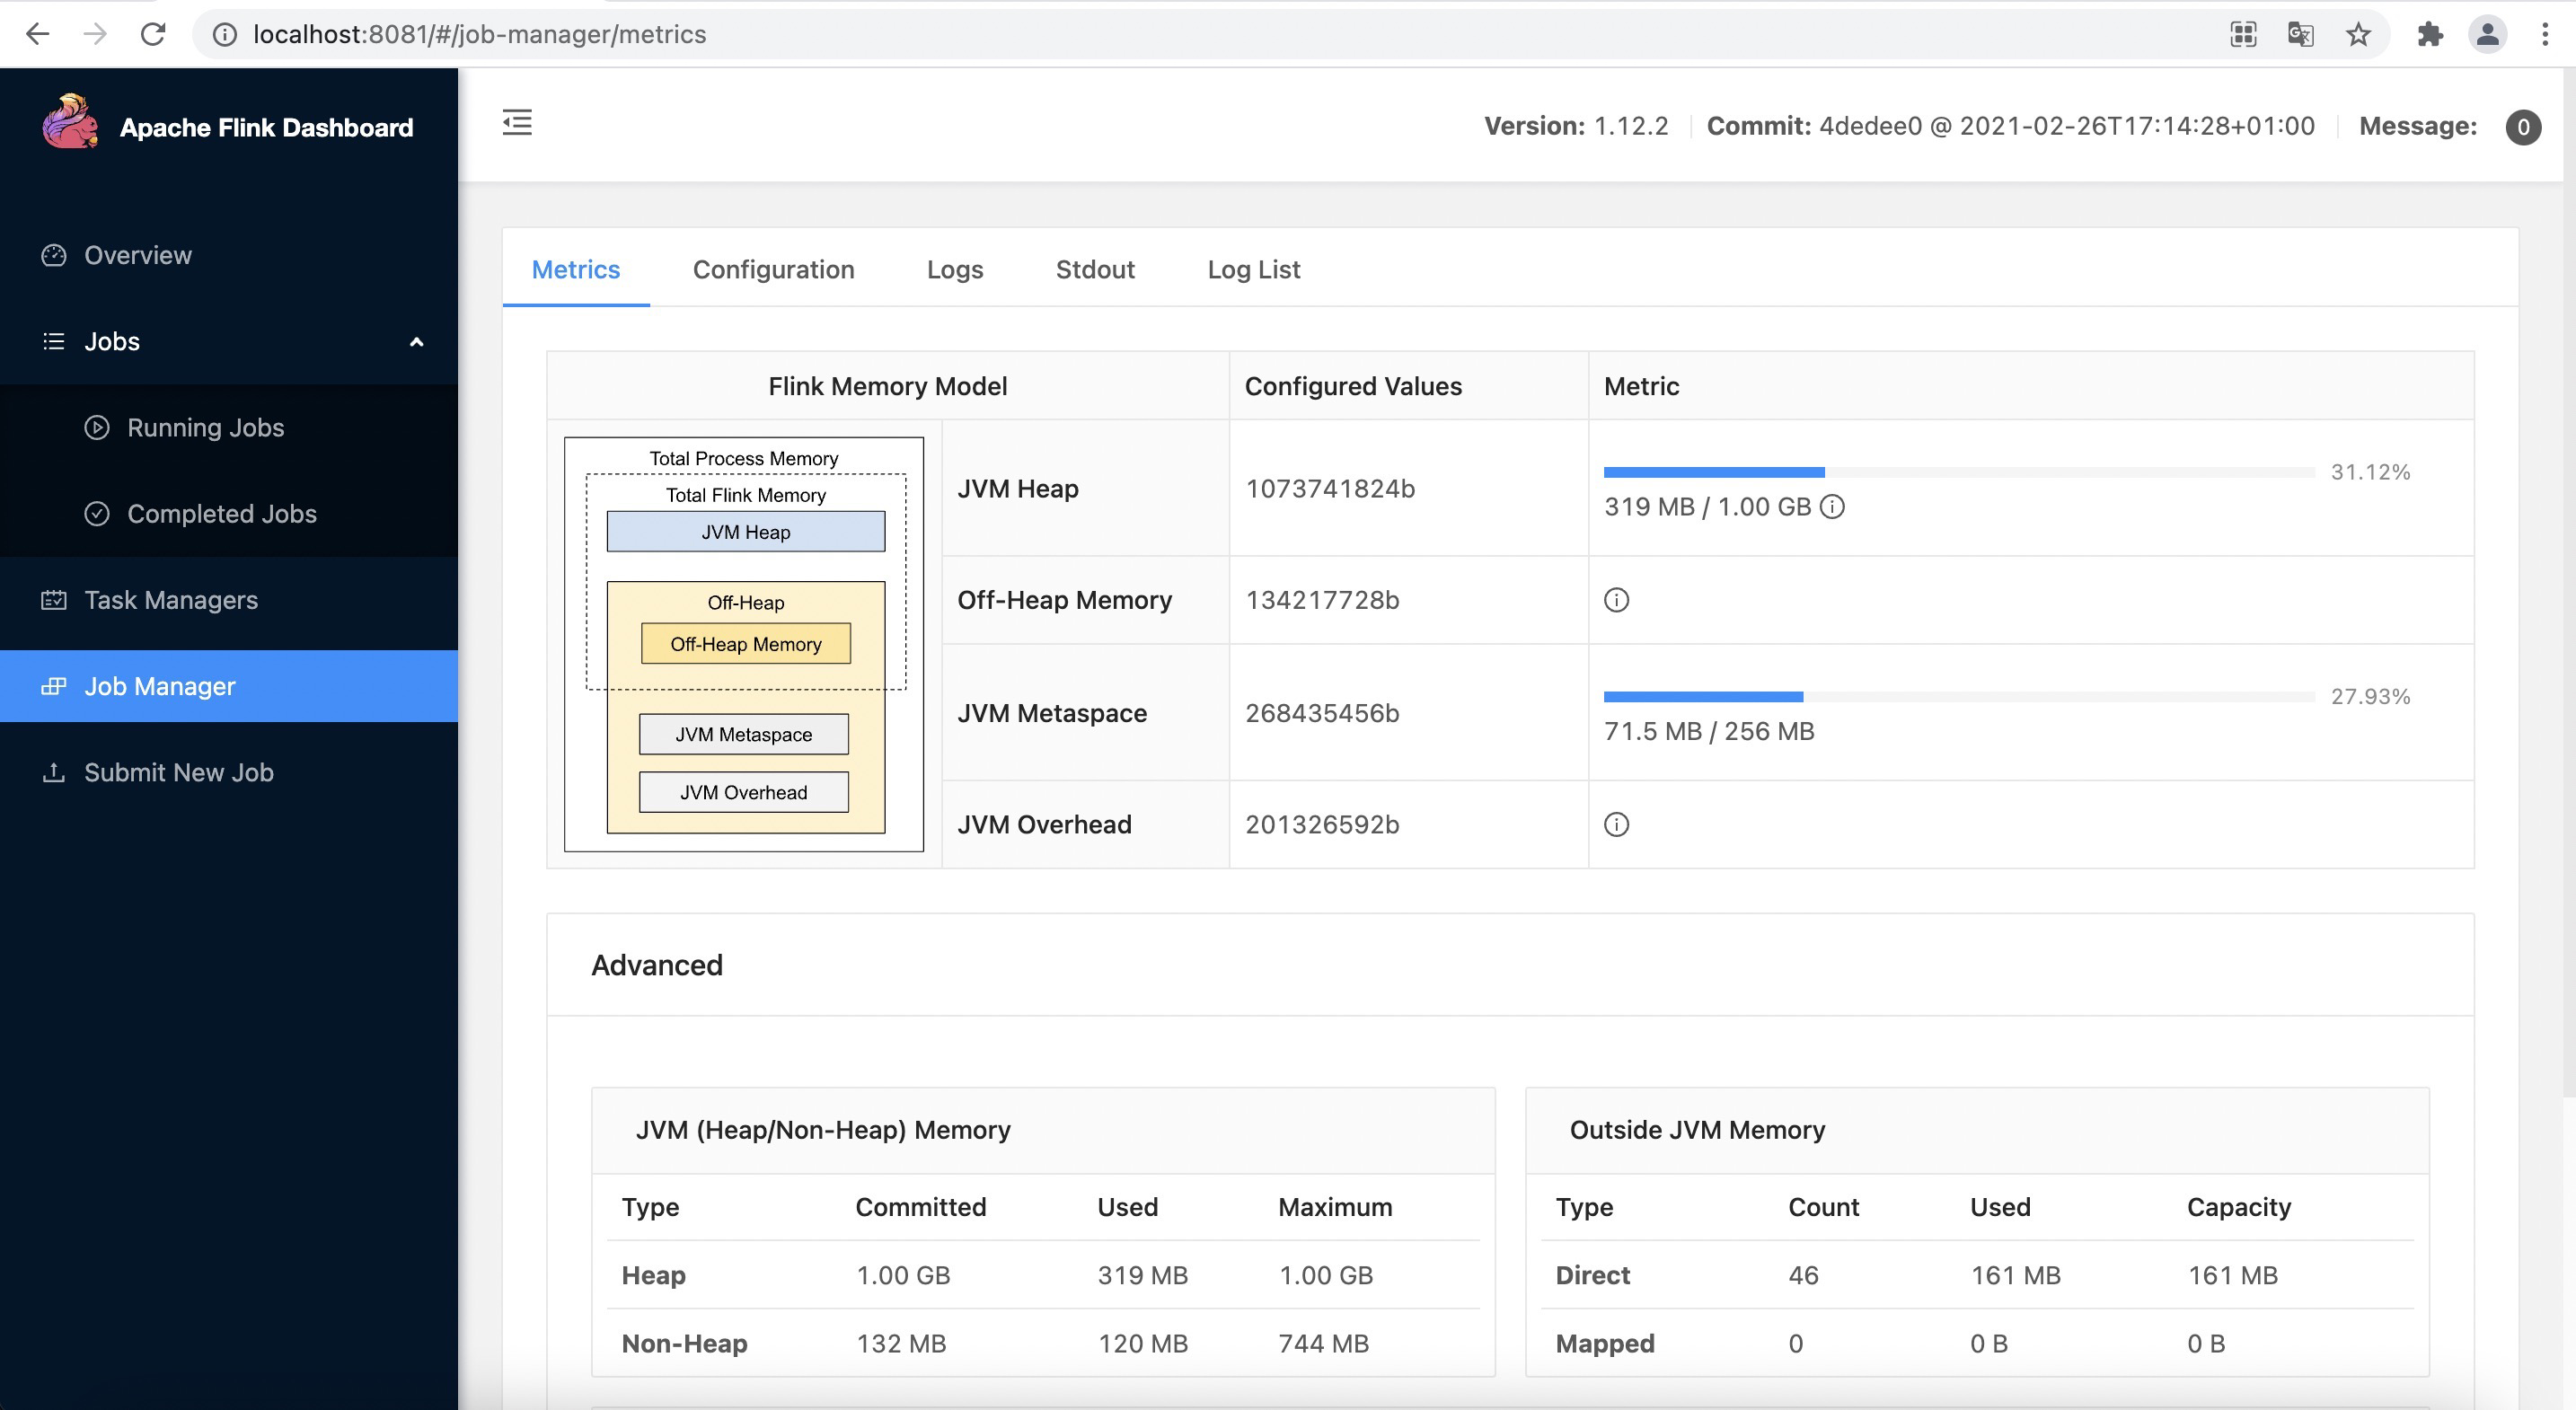 localhost:8081/#/job-manager/metrics
Apache Flink Dashboard
Version: 1.12.2 Commit: 4dedee0 @ 2021-02-26T17:14:28+01:00 Message: 0
Overview
Jobs
Running Jobs
Completed Jobs
Task Managers
Job Manager
Submit New Job
Metrics Configuration Logs Stdout Log List
Flink Memory Model Configured Values Metric
Total Process Memory
Total Flink Memory
JVM Heap
Off-Heap
Off-Heap Memory
JVM Metaspace
JVM Overhead
JVM Heap 1073741824b 31.12%
319 MB / 1.00 GB
Off-Heap Memory 134217728b
JVM Metaspace 268435456b 27.93%
71.5 MB / 256 MB
JVM Overhead 201326592b
Advanced
JVM (Heap/Non-Heap) Memory
Type Committed Used Maximum
Heap 1.00 GB 319 MB 1.00 GB
Non-Heap 132 MB 120 MB 744 MB
Outside JVM Memory
Type Count Used Capacity
Direct 46 161 MB 161 MB
Mapped 0 0 B 0 B